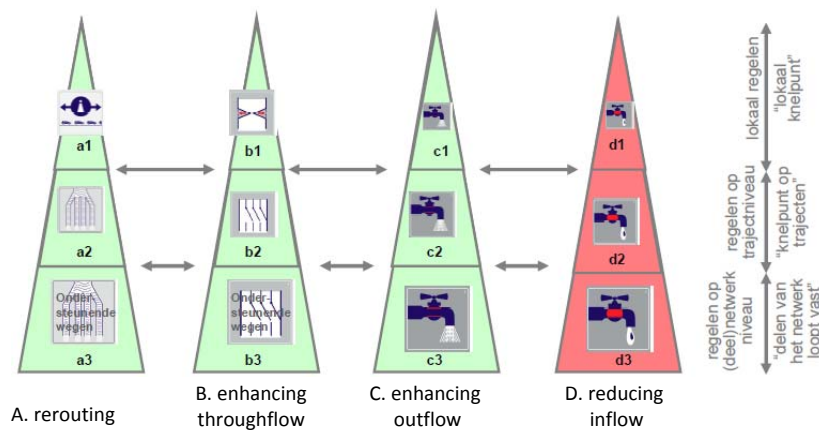 a1
b1
c1
d1
a2
b2
c2
d2
Onder-
steunende
wegen
a3
Onder-
steunende
wegen
b3
c3
d3
A. rerouting
B. enhancing
throughflow
C. enhancing
outflow
D. reducing
inflow
lokaal regelen
"lokaal
knelpunt"
regelen op
trajectniveau
"knelpunt op
trajecten"
regelen op
(deel)netwerk
niveau
"delen van
het netwerk
loopt vast"